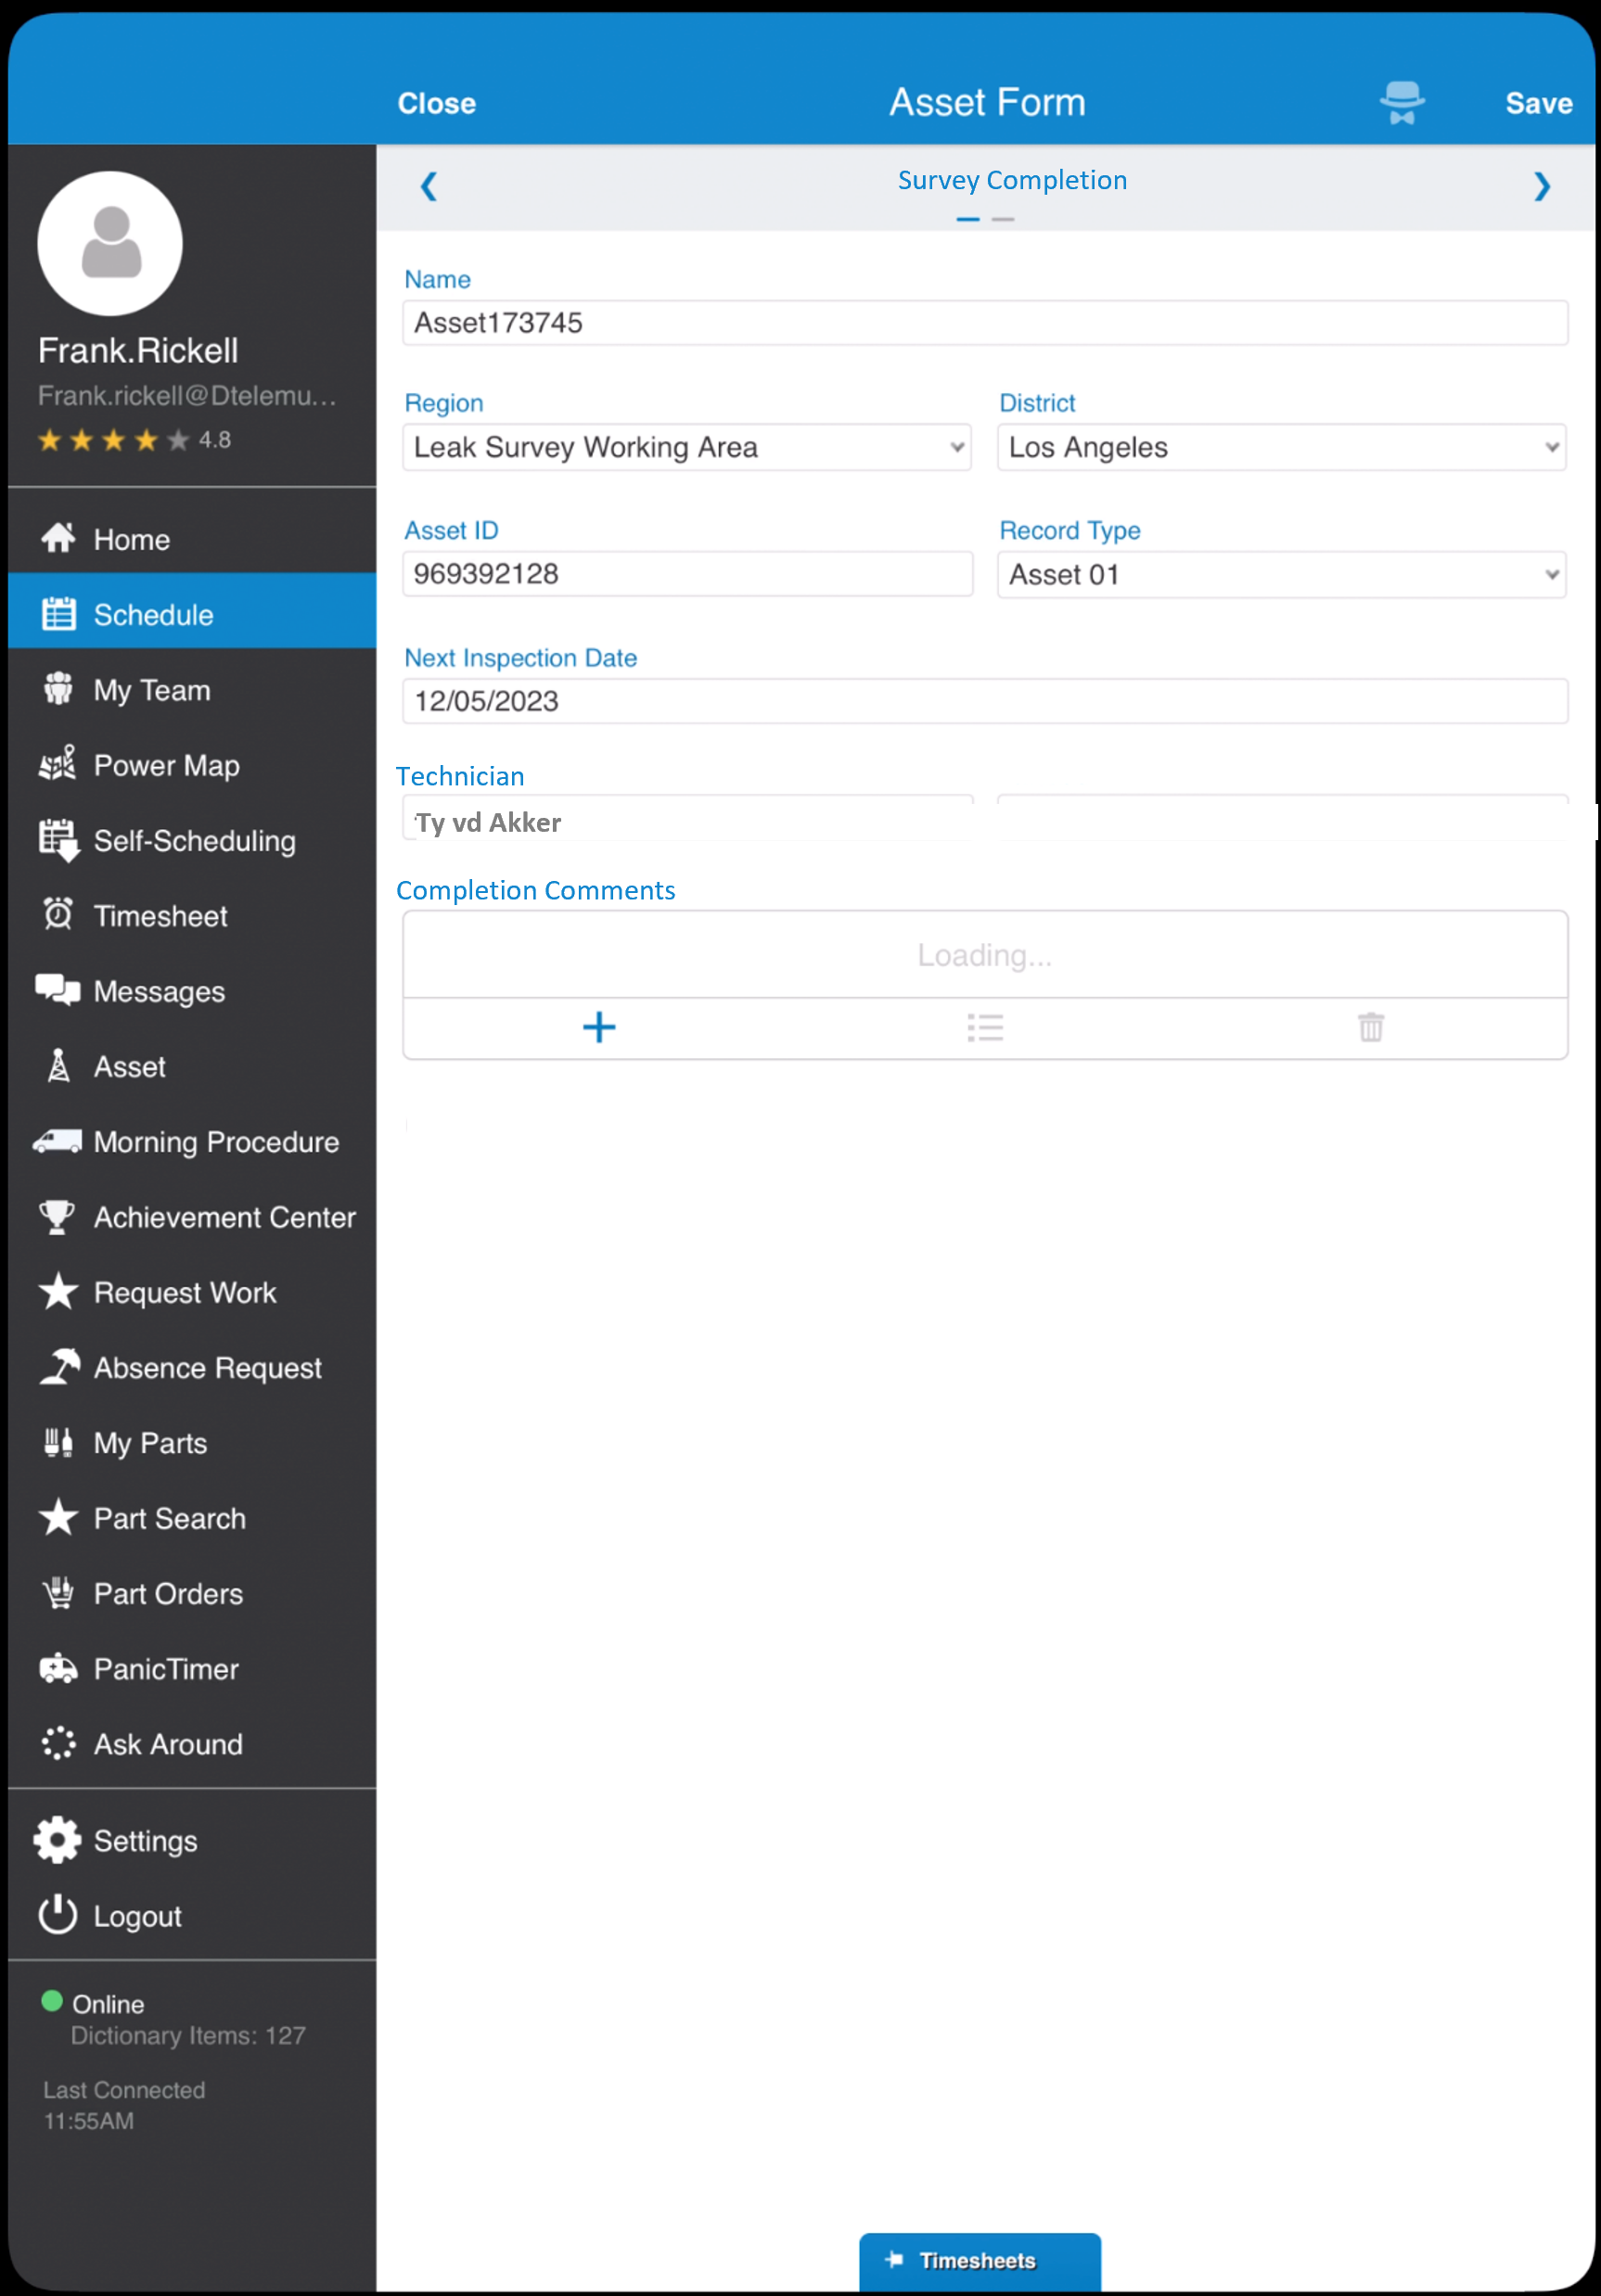 Close
Asset Form
Save
Frank.Rickell
Frank.rickell@Dtelemu...
4.8
Home
Schedule
My Team
Power Map
Self-Scheduling
Timesheet
Messages
Asset
Morning Procedure
Achievement Center
Request Work
Absence Request
My Parts
Part Search
Part Orders
PanicTimer
Ask Around
Settings
Logout
Online
Dictionary Items: 127
Last Connected
11:55AM
Survey Completion
Name
Asset173745
Region
Leak Survey Working Area
District
Los Angeles
Asset ID
969392128
Record Type
Asset 01
Next Inspection Date
12/05/2023
Technician
Ty vd Akker
Completion Comments
Loading...
Timesheets